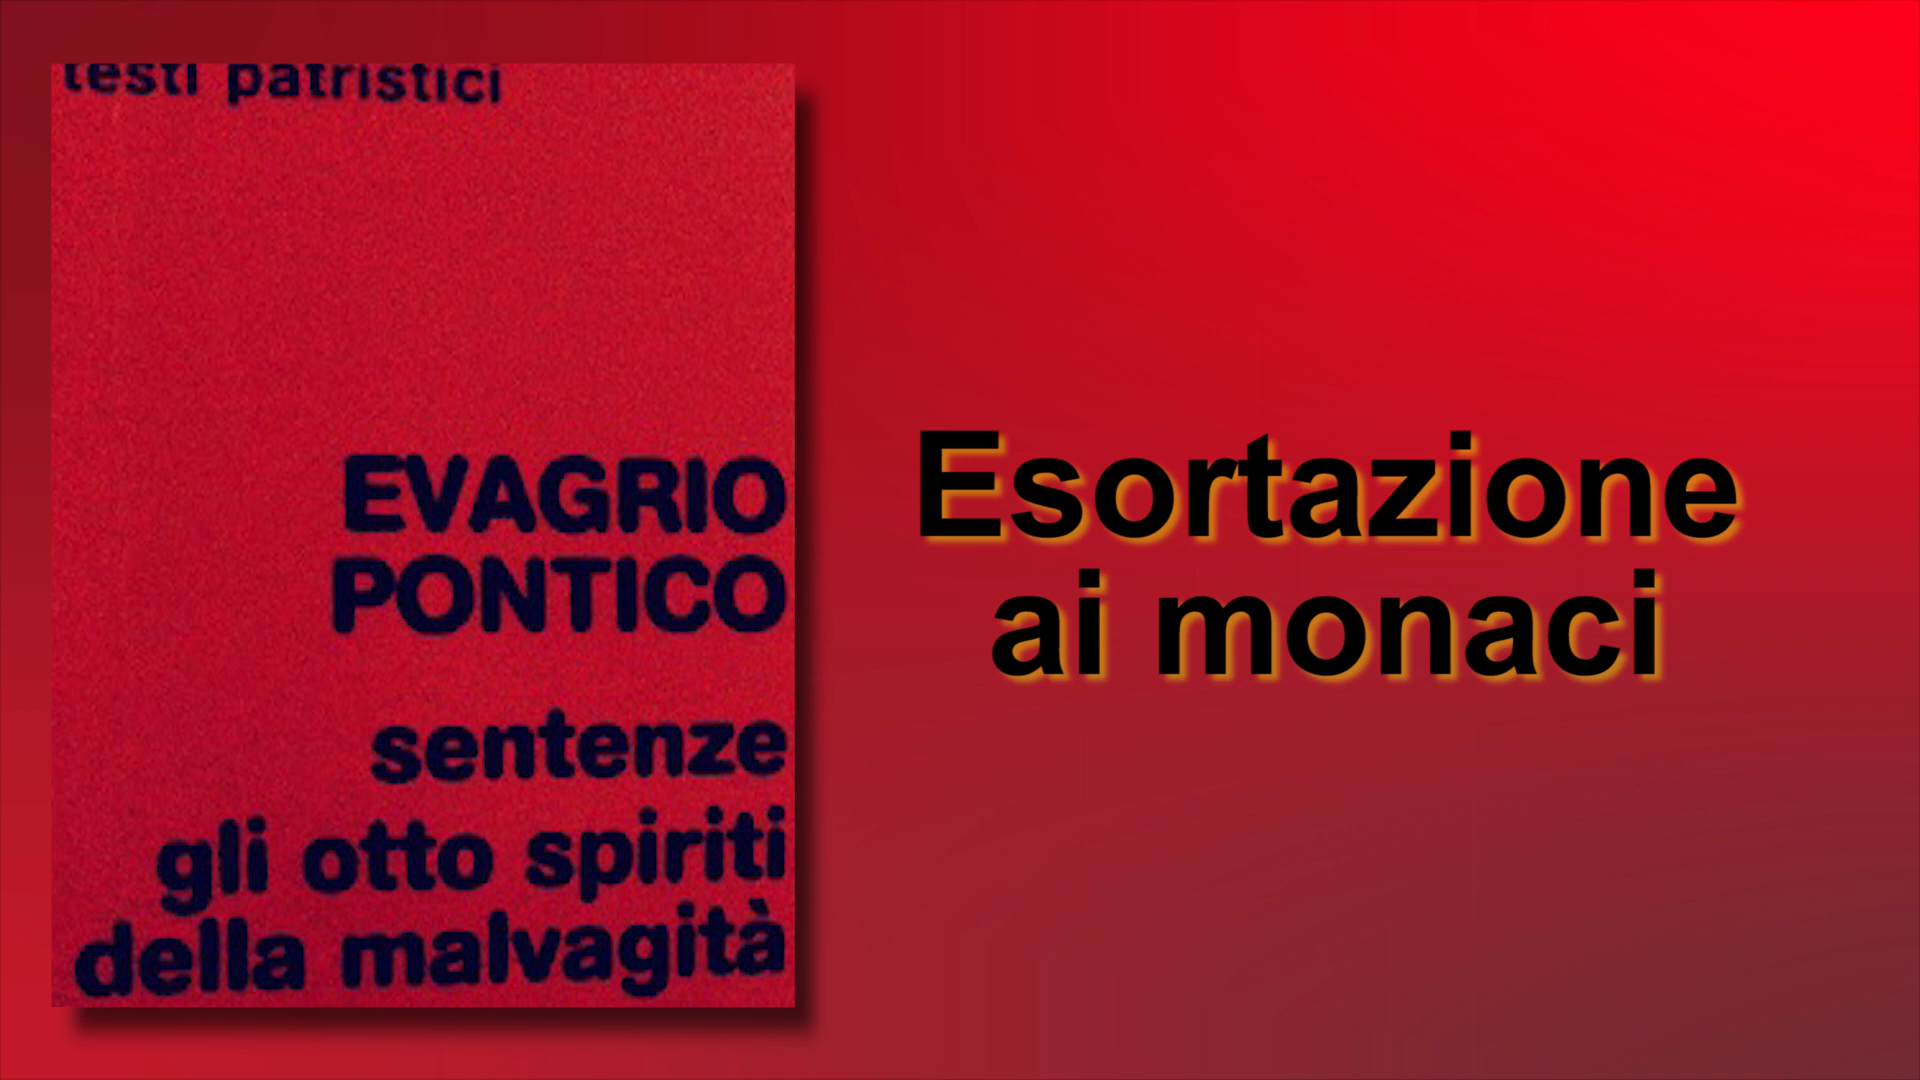 testi patristici
EVAGRIO
PONTICO
sentenze
gli otto spiriti
della malvagità
Esortazione
ai monaci